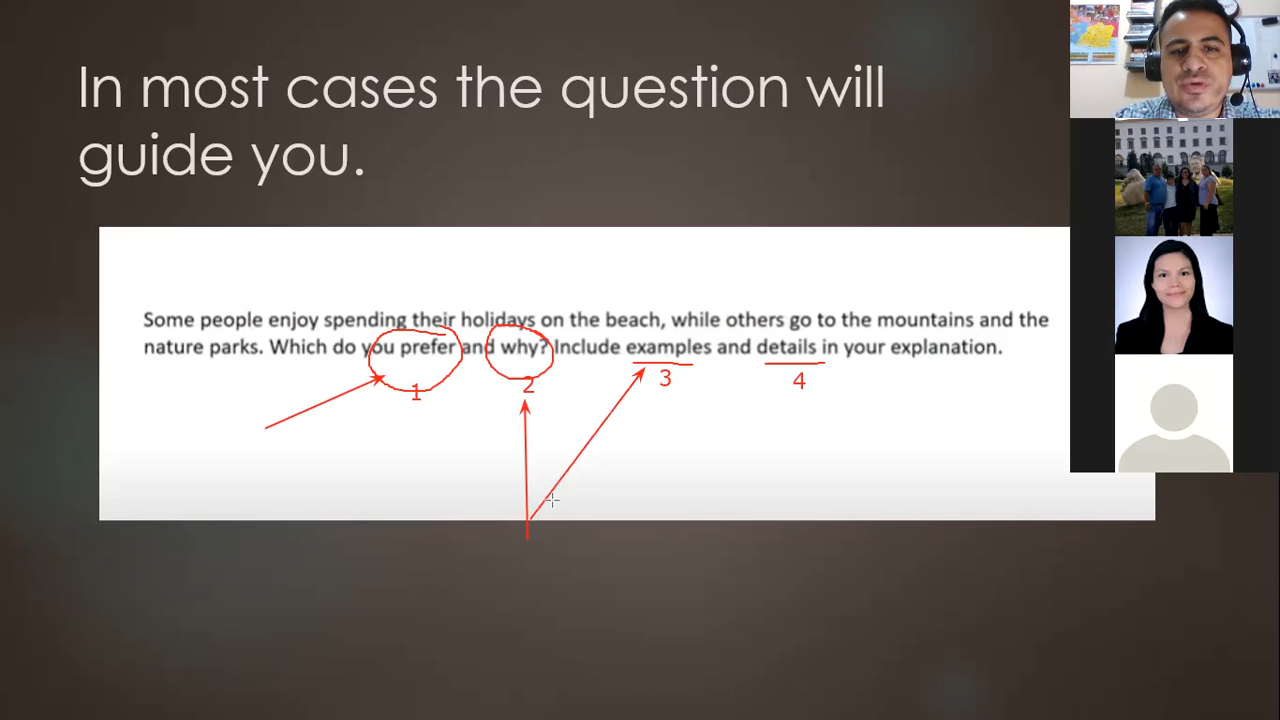 In most cases the question will
guide you.
Some people enjoy spending their holidays on the beach, while others go to the mountains and the
nature parks. Which do you prefer and why? Include examples and details in your explanation.
1
2
3
4